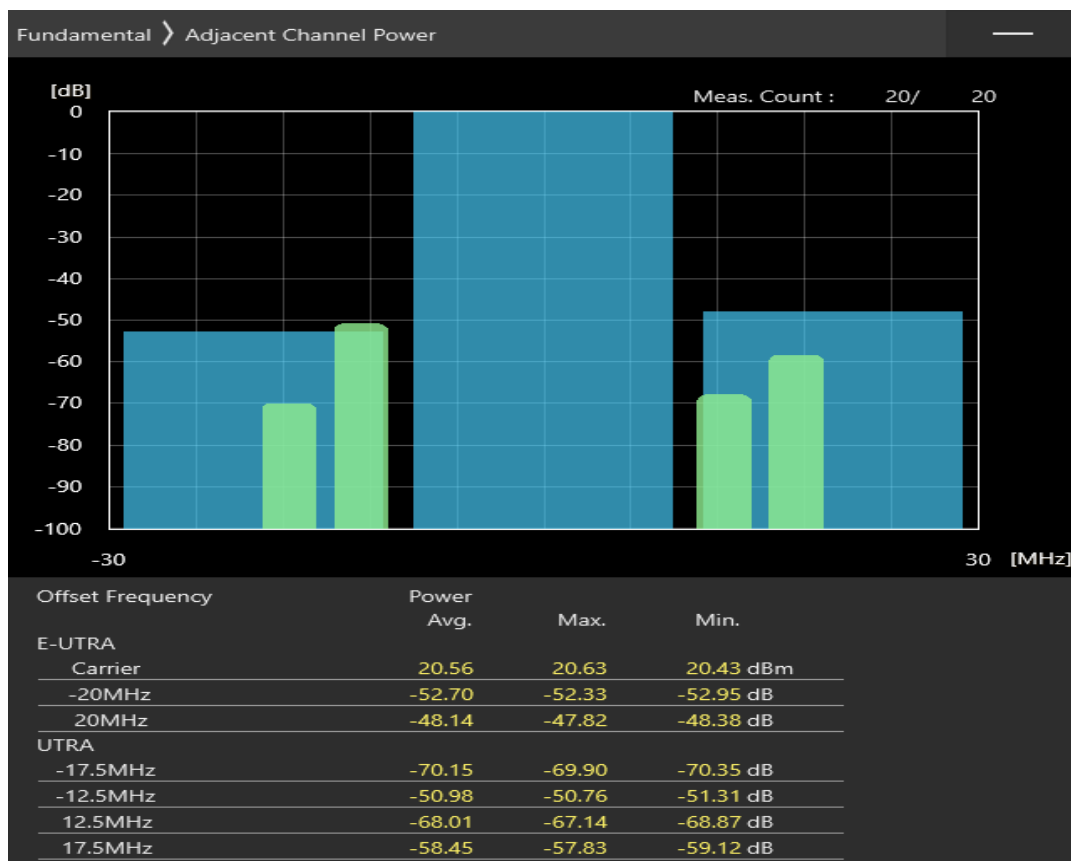 Fundamental ❯ Adjacent Channel Power
[dB]
Meas. Count : 20/ 20
0
-10
-20
-30
-40
-50
-60
-70
-80
-90
-100
-30 30 [MHz]
Offset Frequency Power
Avg. Max. Min.
E-UTRA
Carrier 20.56 20.63 20.43 dBm
-20MHz -52.70 -52.33 -52.95 dB
20MHz -48.14 -47.82 -48.38 dB
UTRA
-17.5MHz -70.15 -69.90 -70.35 dB
-12.5MHz -50.98 -50.76 -51.31 dB
12.5MHz -68.01 -67.14 -68.87 dB
17.5MHz -58.45 -57.83 -59.12 dB